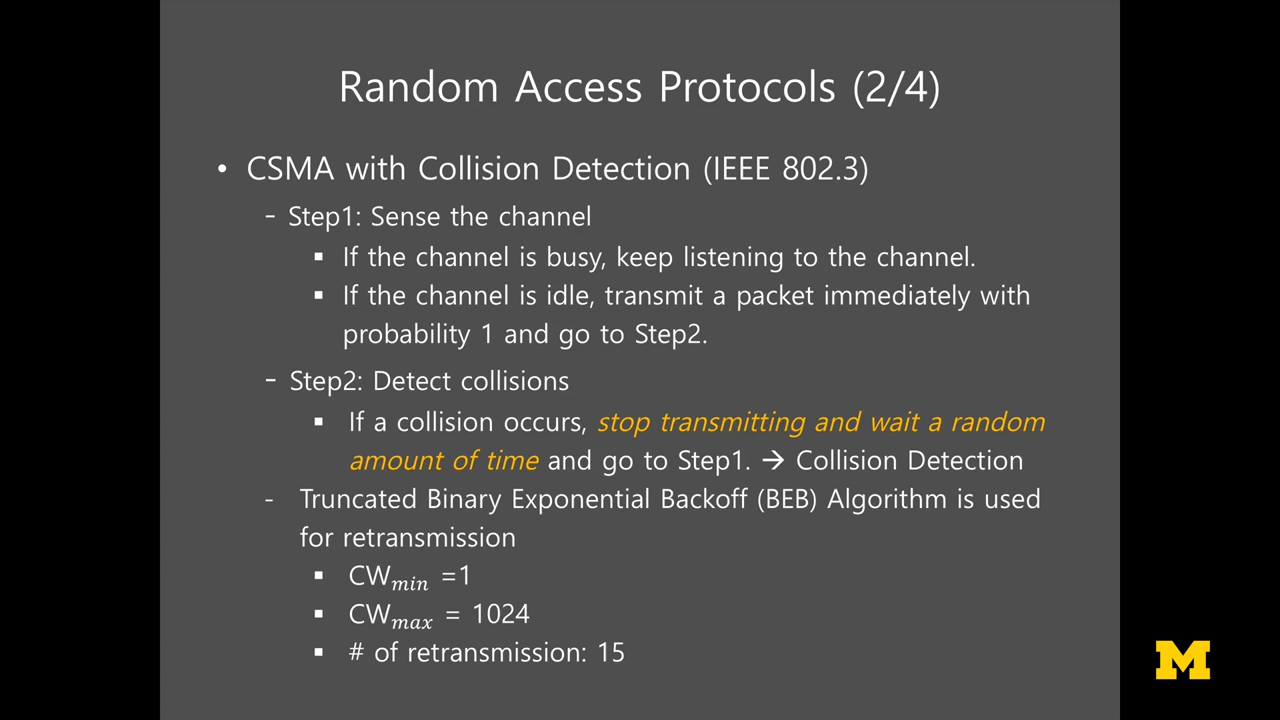 Random Access Protocols (2/4)
• CSMA with Collision Detection (IEEE 802.3)
- Step1: Sense the channel
▪ If the channel is busy, keep listening to the channel.
▪ If the channel is idle, transmit a packet immediately with
probability 1 and go to Step2.
- Step2: Detect collisions
▪ If a collision occurs, stop transmitting and wait a random
amount of time and go to Step1. → Collision Detection
- Truncated Binary Exponential Backoff (BEB) Algorithm is used
for retransmission
▪ CW_min =1
▪ CW_max = 1024
▪ # of retransmission: 15
M